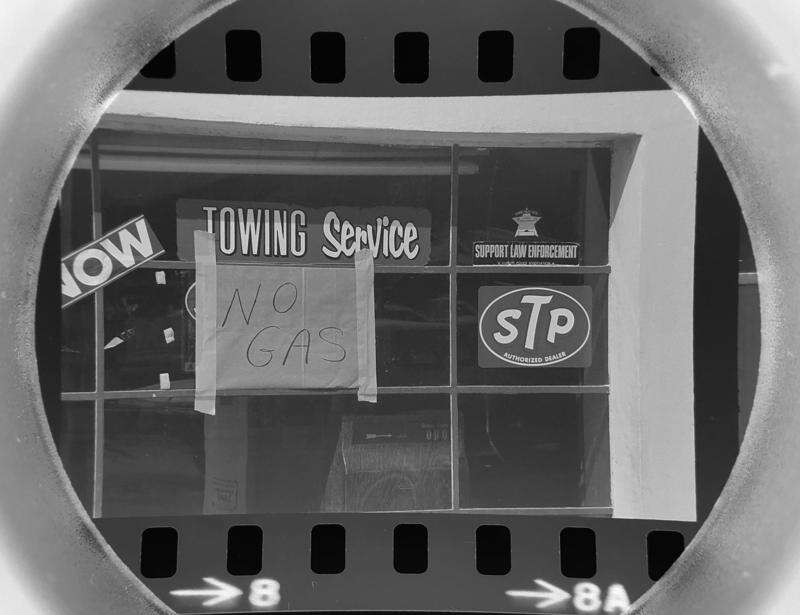 TOWING Service
NOW
SUPPORT LAW ENFORCEMENT
NO
GAS
STP
AUTHORIZED DEALER
→8
→8A